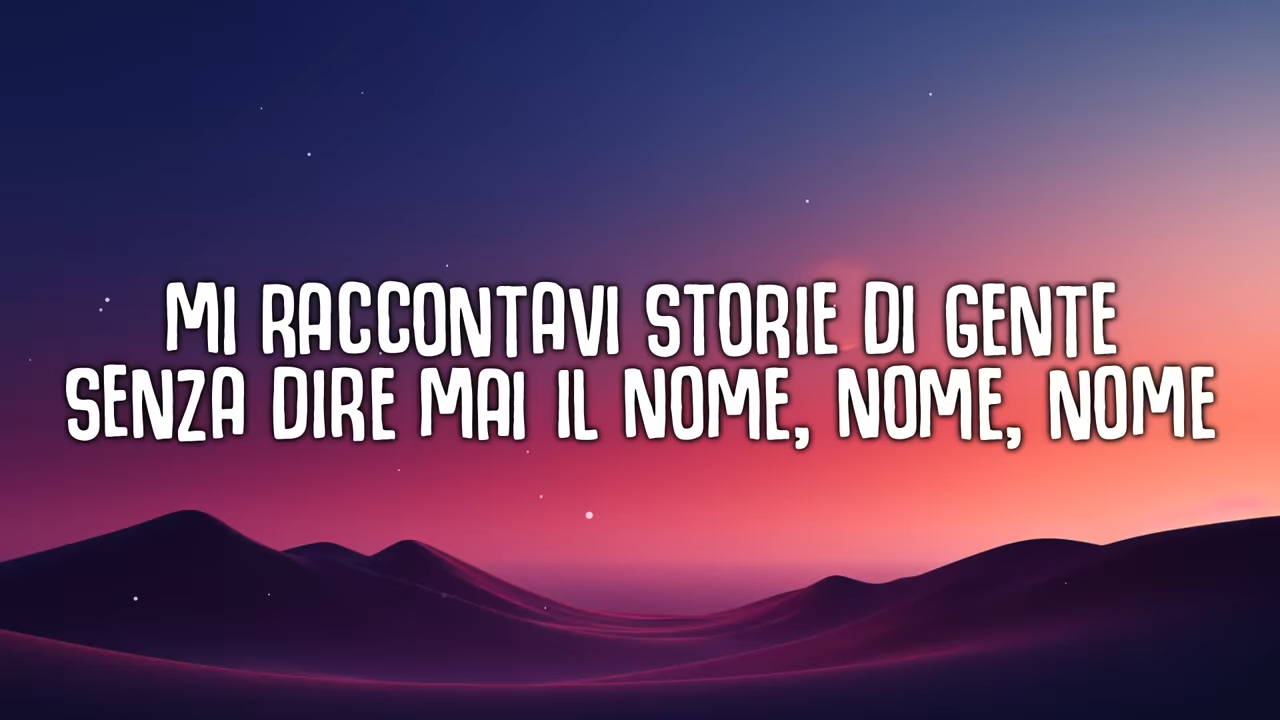 MI RACCONTAVI STORIE DI GENTE
SENZA DIRE MAI IL NOME, NOME, NOME